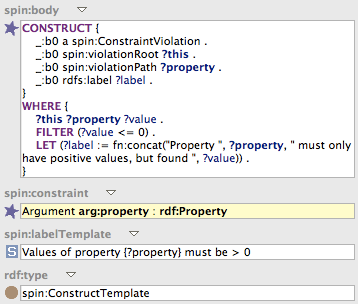 spin:body
CONSTRUCT {
_:b0 a spin:ConstraintViolation .
_:b0 spin:violationRoot ?this .
_:b0 spin:violationPath ?property .
_:b0 rdfs:label ?label .
}
WHERE {
?this ?property ?value .
FILTER (?value <= 0) .
LET (?label := fn:concat("Property ", ?property, " must only
have positive values, but found ", ?value)) .
}
spin:constraint
Argument arg:property : rdf:Property
spin:labelTemplate
S Values of property {?property} must be > 0
rdf:type
spin:ConstructTemplate